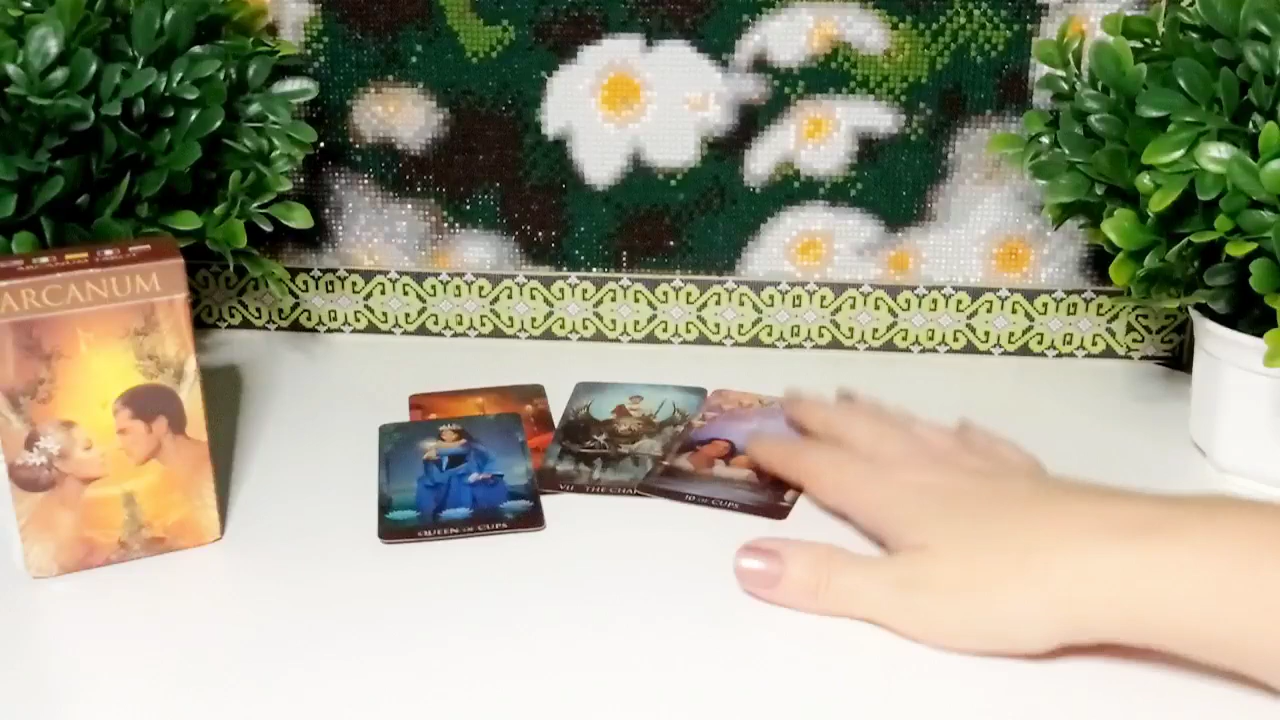 ARCANUM
QUEEN OF CUPS
VII THE CHA
10 OF CUPS